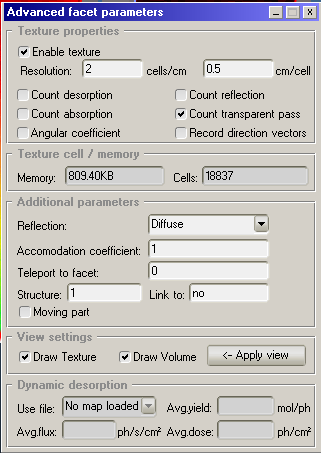 Advanced facet parameters
Texture properties
Enable texture
Resolution: 2 cells/cm 0.5 cm/cell
Count desorption Count reflection
Count absorption Count transparent pass
Angular coefficient Record direction vectors
Texture cell / memory
Memory: 809.40KB Cells: 18837
Additional parameters
Reflection: Diffuse
Accomodation coefficient: 1
Teleport to facet: 0
Structure: 1 Link to: no
Moving part
View settings
Draw Texture Draw Volume <- Apply view
Dynamic desorption
Use file: No map loaded Avg.yield: mol/ph
Avg.flux: ph/s/cm² Avg.dose: ph/cm²